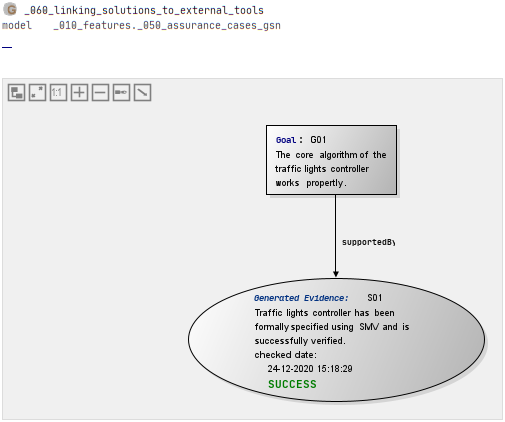 G _060_linking_solutions_to_external_tools
model _010_features._050_assurance_cases_gsn
1:1
Goal: G01
The core algorithm of the
traffic lights controller
works propertly.
supportedBy
Generated Evidence: S01
Traffic lights controller has been
formally specified using SMV and is
successfully verified.
checked date:
24-12-2020 15:18:29
SUCCESS